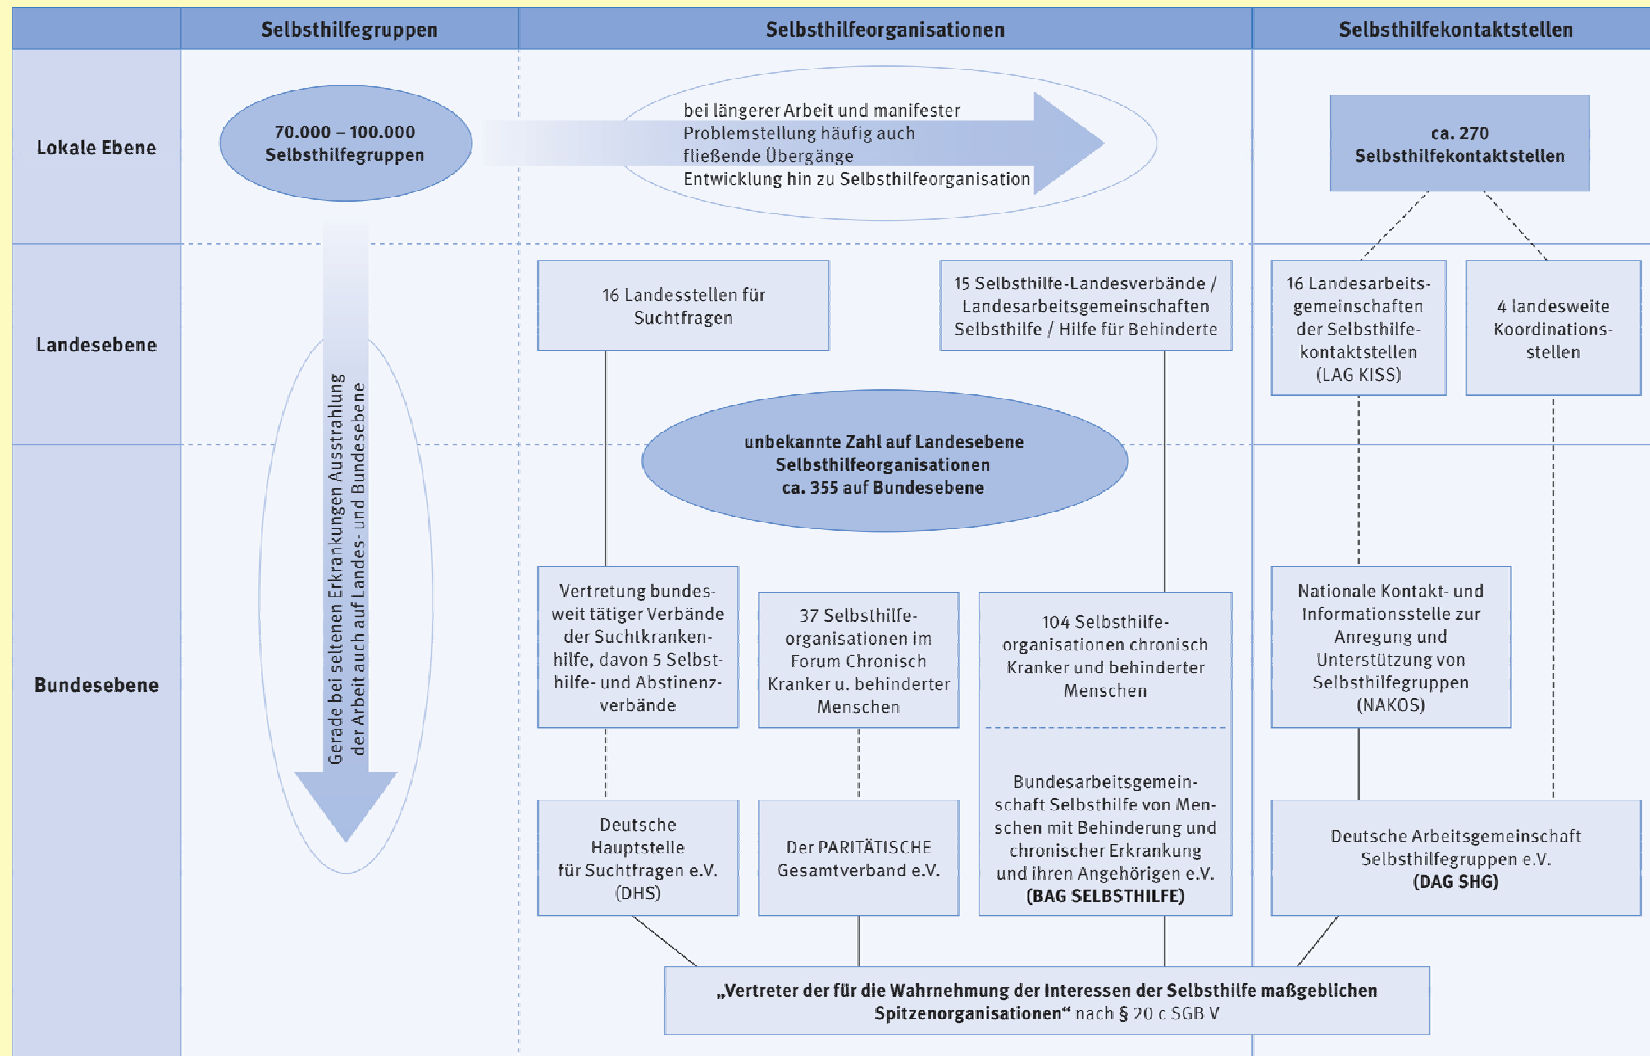 Selbsthilfegruppen
Selbsthilfeorganisationen
Selbsthilfekontaktstellen
Lokale Ebene
70.000 – 100.000
Selbsthilfegruppen
bei längerer Arbeit und manifester
Problemstellung häufig auch
fließende Übergänge
Entwicklung hin zu Selbsthilfeorganisation
ca. 270
Selbsthilfekontaktstellen
Landesebene
16 Landesstellen für
Suchtfragen
15 Selbsthilfe-Landesverbände /
Landesarbeitsgemeinschaften
Selbsthilfe / Hilfe für Behinderte
16 Landesarbeits-
gemeinschaften
der Selbsthilfe-
kontaktstellen
(LAG KISS)
4 landesweite
Koordinations-
stellen
Gerade bei seltenen Erkrankungen Ausstrahlung
der Arbeit auch auf Landes- und Bundesebene
unbekannte Zahl auf Landesebene
Selbsthilfeorganisationen
ca. 355 auf Bundesebene
Bundesebene
Vertretung bundes-
weit tätiger Verbände
der Suchtkranken-
hilfe, davon 5 Selbst-
hilfe- und Abstinenz-
verbände
37 Selbsthilfe-
organisationen im
Forum Chronisch
Kranker u. behinderter
Menschen
104 Selbsthilfe-
organisationen chronisch
Kranker und behinderter
Menschen
Nationale Kontakt- und
Informationsstelle zur
Anregung und
Unterstützung von
Selbsthilfegruppen
(NAKOS)
Deutsche
Hauptstelle
für Suchtfragen e.V.
(DHS)
Der PARITÄTISCHE
Gesamtverband e.V.
Bundesarbeitsgemein-
schaft Selbsthilfe von Men-
schen mit Behinderung und
chronischer Erkrankung
und ihren Angehörigen e.V.
(BAG SELBSTHILFE)
Deutsche Arbeitsgemeinschaft
Selbsthilfegruppen e.V.
(DAG SHG)
„Vertreter der für die Wahrnehmung der Interessen der Selbsthilfe maßgeblichen
Spitzenorganisationen“ nach § 20 c SGB V